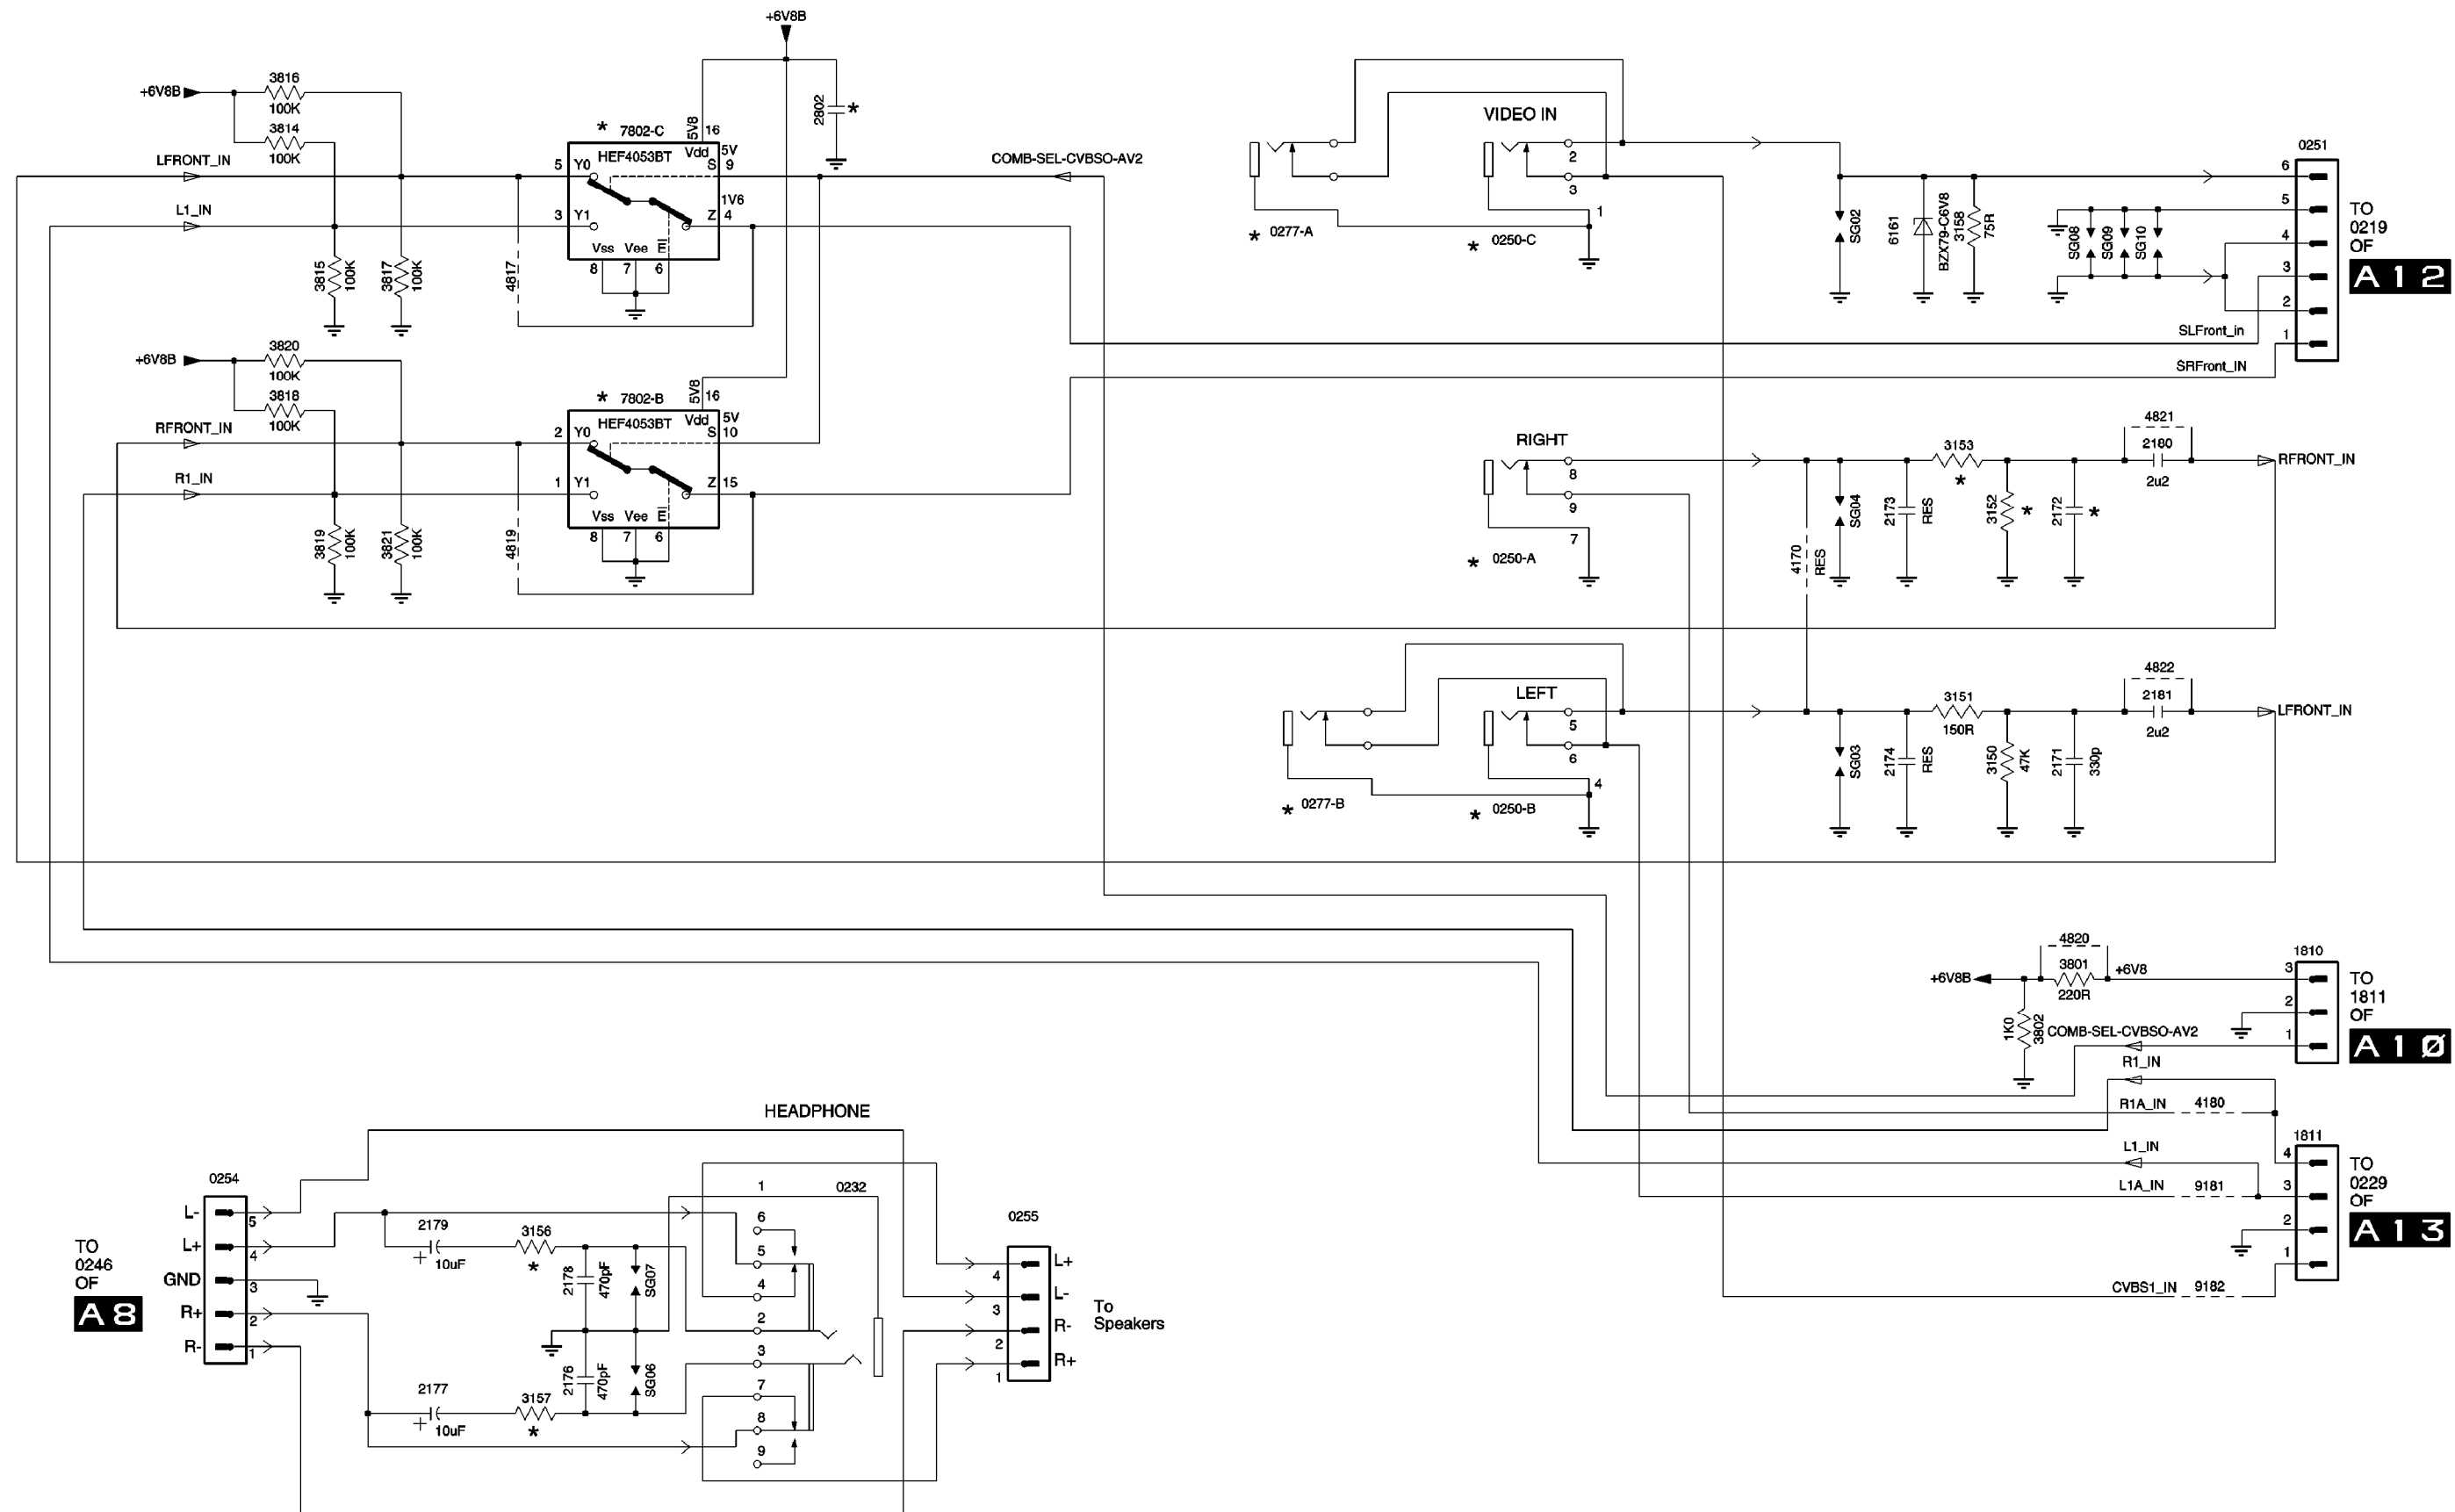 +6V8B
+6V8B
3816
100K
3814
100K
LFRONT_IN
L1_IN
3815
100K
3817
100K
* 7802-C
HEF4053BT
5V8
16
Vdd
5V
S
9
5
Y0
1V6
3
Y1
Z
4
Vss
Vee
E
8
7
6
4817
2802
*
COMB-SEL-CVBSO-AV2
+6V8B
3820
100K
3818
100K
RFRONT_IN
R1_IN
3819
100K
3821
100K
* 7802-B
HEF4053BT
5V8
16
Vdd
5V
S
10
2
Y0
1
Y1
Z
15
Vss
Vee
E
8
7
6
4819
VIDEO IN
2
3
1
* 0277-A
* 0250-C
SG02
6161
BZX79-C6V8
3158
75R
SG08
SG09
SG10
0251
6
5
4
3
2
1
TO
0219
OF
A12
SLFront_in
SRFront_IN
RIGHT
8
9
7
* 0250-A
4170
RES
SG04
2173
RES
3153
*
3152
*
2172
*
4821
2180
2u2
RFRONT_IN
LEFT
5
6
4
* 0277-B
* 0250-B
SG03
2174
RES
3151
150R
3150
47K
2171
330p
4822
2181
2u2
LFRONT_IN
4820
3801
220R
+6V8B
+6V8
1K0
3802
COMB-SEL-CVBSO-AV2
1810
3
2
1
TO
1811
OF
A1Ø
R1_IN
R1A_IN
4180
L1_IN
L1A_IN
9181
CVBS1_IN
9182
1811
4
3
2
1
TO
0229
OF
A13
HEADPHONE
0254
L-
5
L+
4
GND
3
R+
2
R-
1
TO
0246
OF
A8
2179
+
10uF
3156
*
2178
470pF
SG07
2176
470pF
SG06
2177
+
10uF
3157
*
1
0232
6
5
4
2
3
7
8
9
0255
4
L+
3
L-
2
R-
1
R+
To
Speakers